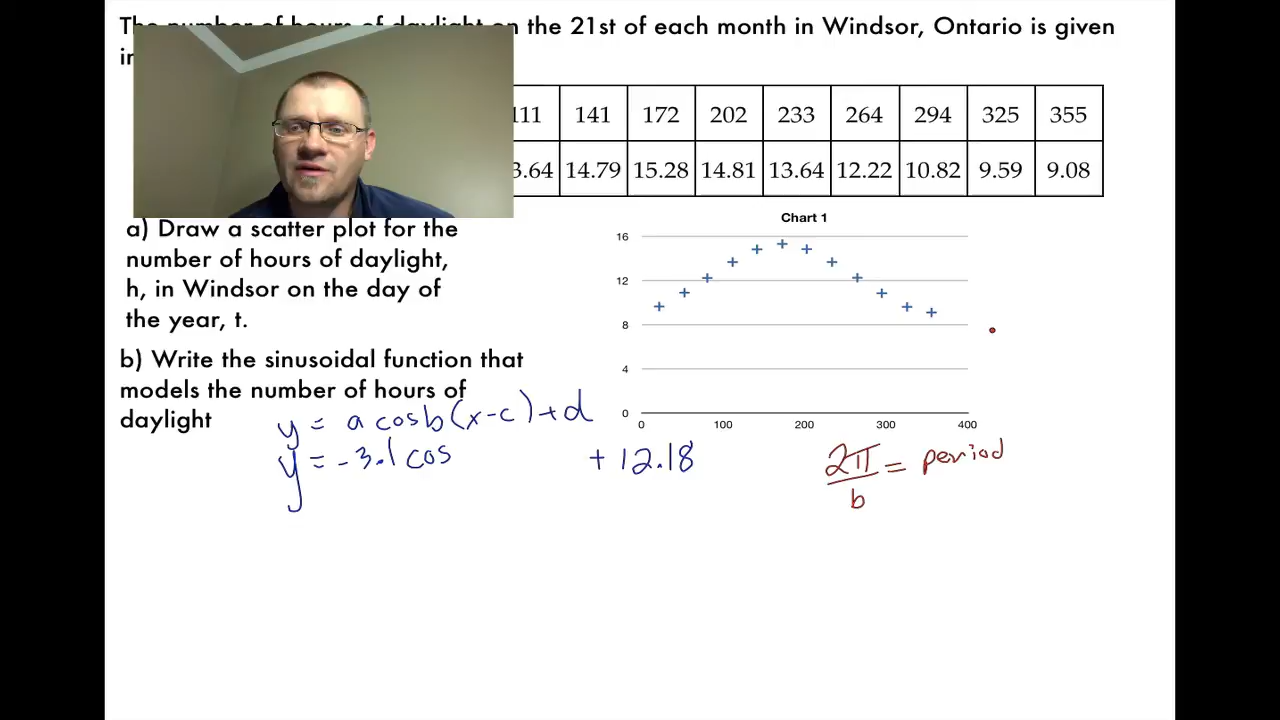 The number of hours of daylight on the 21st of each month in Windsor, Ontario is given
111 141 172 202 233 264 294 325 355
3.64 14.79 15.28 14.81 13.64 12.22 10.82 9.59 9.08
a) Draw a scatter plot for the
number of hours of daylight,
h, in Windsor on the day of
the year, t.
b) Write the sinusoidal function that
models the number of hours of
daylight
Chart 1
16
12
8
4
0
0 100 200 300 400
y = a cos b(x-c)+d
y = -3.1 cos + 12.18
2π/b = period